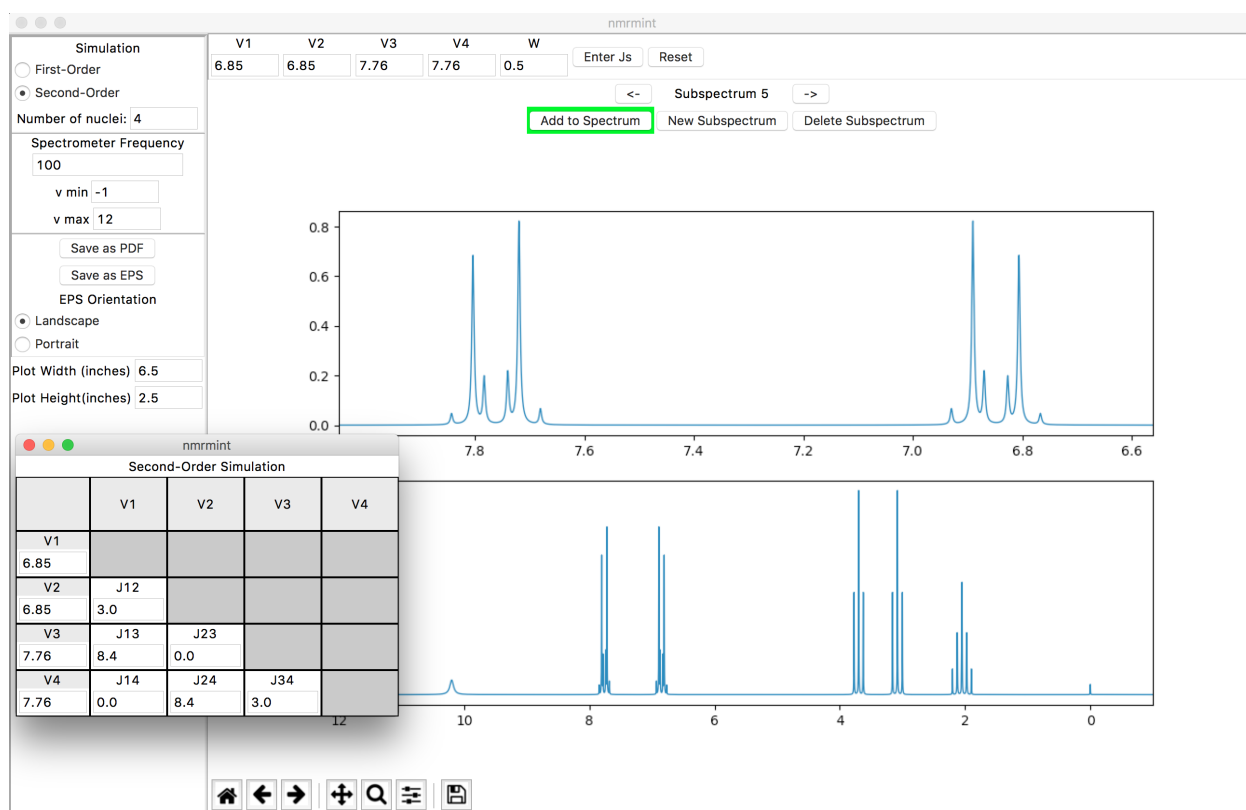 nmrmint
Simulation
First-Order
Second-Order
Number of nuclei: 4
Spectrometer Frequency
100
v min -1
v max 12
Save as PDF
Save as EPS
EPS Orientation
Landscape
Portrait
Plot Width (inches) 6.5
Plot Height(inches) 2.5
V1 V2 V3 V4 W
6.85 6.85 7.76 7.76 0.5 Enter Js Reset
<- Subspectrum 5 ->
Add to Spectrum New Subspectrum Delete Subspectrum
0.8
0.6
0.4
0.2
0.0
7.8 7.6 7.4 7.2 7.0 6.8 6.6
nmrmint
Second-Order Simulation
V1 V2 V3 V4
V1
6.85
V2 J12
6.85 3.0
V3 J13 J23
7.76 8.4 0.0
V4 J14 J24 J34
7.76 0.0 8.4 3.0
12 10 8 6 4 2 0